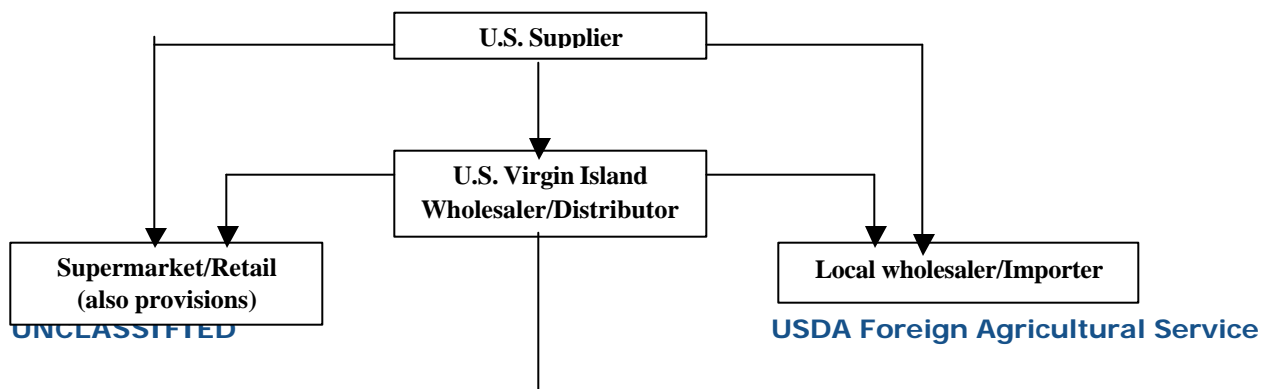 U.S. Supplier
U.S. Virgin Island
Wholesaler/Distributor
Supermarket/Retail
(also provisions)
Local wholesaler/Importer
UNCLASSIFIED
USDA Foreign Agricultural Service